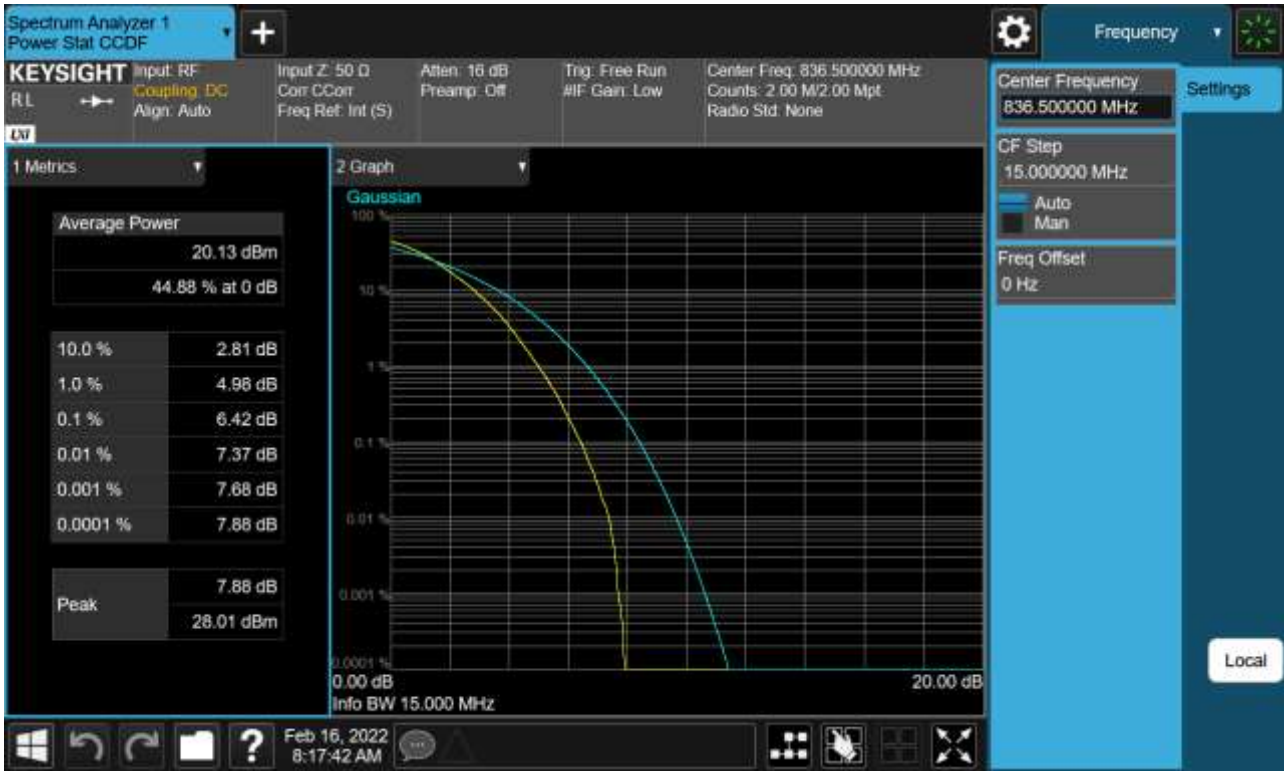 Spectrum Analyzer 1
Power Stat CCDF
+
Frequency
KEYSIGHT
RL
LXI
Input: RF
Coupling: DC
Align: Auto
Input Z: 50 Ω
Corr CCorr
Freq Ref: Int (S)
Atten: 16 dB
Preamp: Off
Trig: Free Run
#IF Gain: Low
Center Freq: 836.500000 MHz
Counts: 2.00 M/2.00 Mpt
Radio Std: None
Center Frequency
836.500000 MHz
Settings
CF Step
15.000000 MHz
Auto
Man
Freq Offset
0 Hz
1 Metrics
Average Power
20.13 dBm
44.88 % at 0 dB
10.0 % 2.81 dB
1.0 % 4.98 dB
0.1 % 6.42 dB
0.01 % 7.37 dB
0.001 % 7.68 dB
0.0001 % 7.88 dB
Peak
7.88 dB
28.01 dBm
2 Graph
Gaussian
100 %
10 %
1 %
0.1 %
0.01 %
0.001 %
0.0001 %
0.00 dB 20.00 dB
Info BW 15.000 MHz
Local
?
Feb 16, 2022
8:17:42 AM